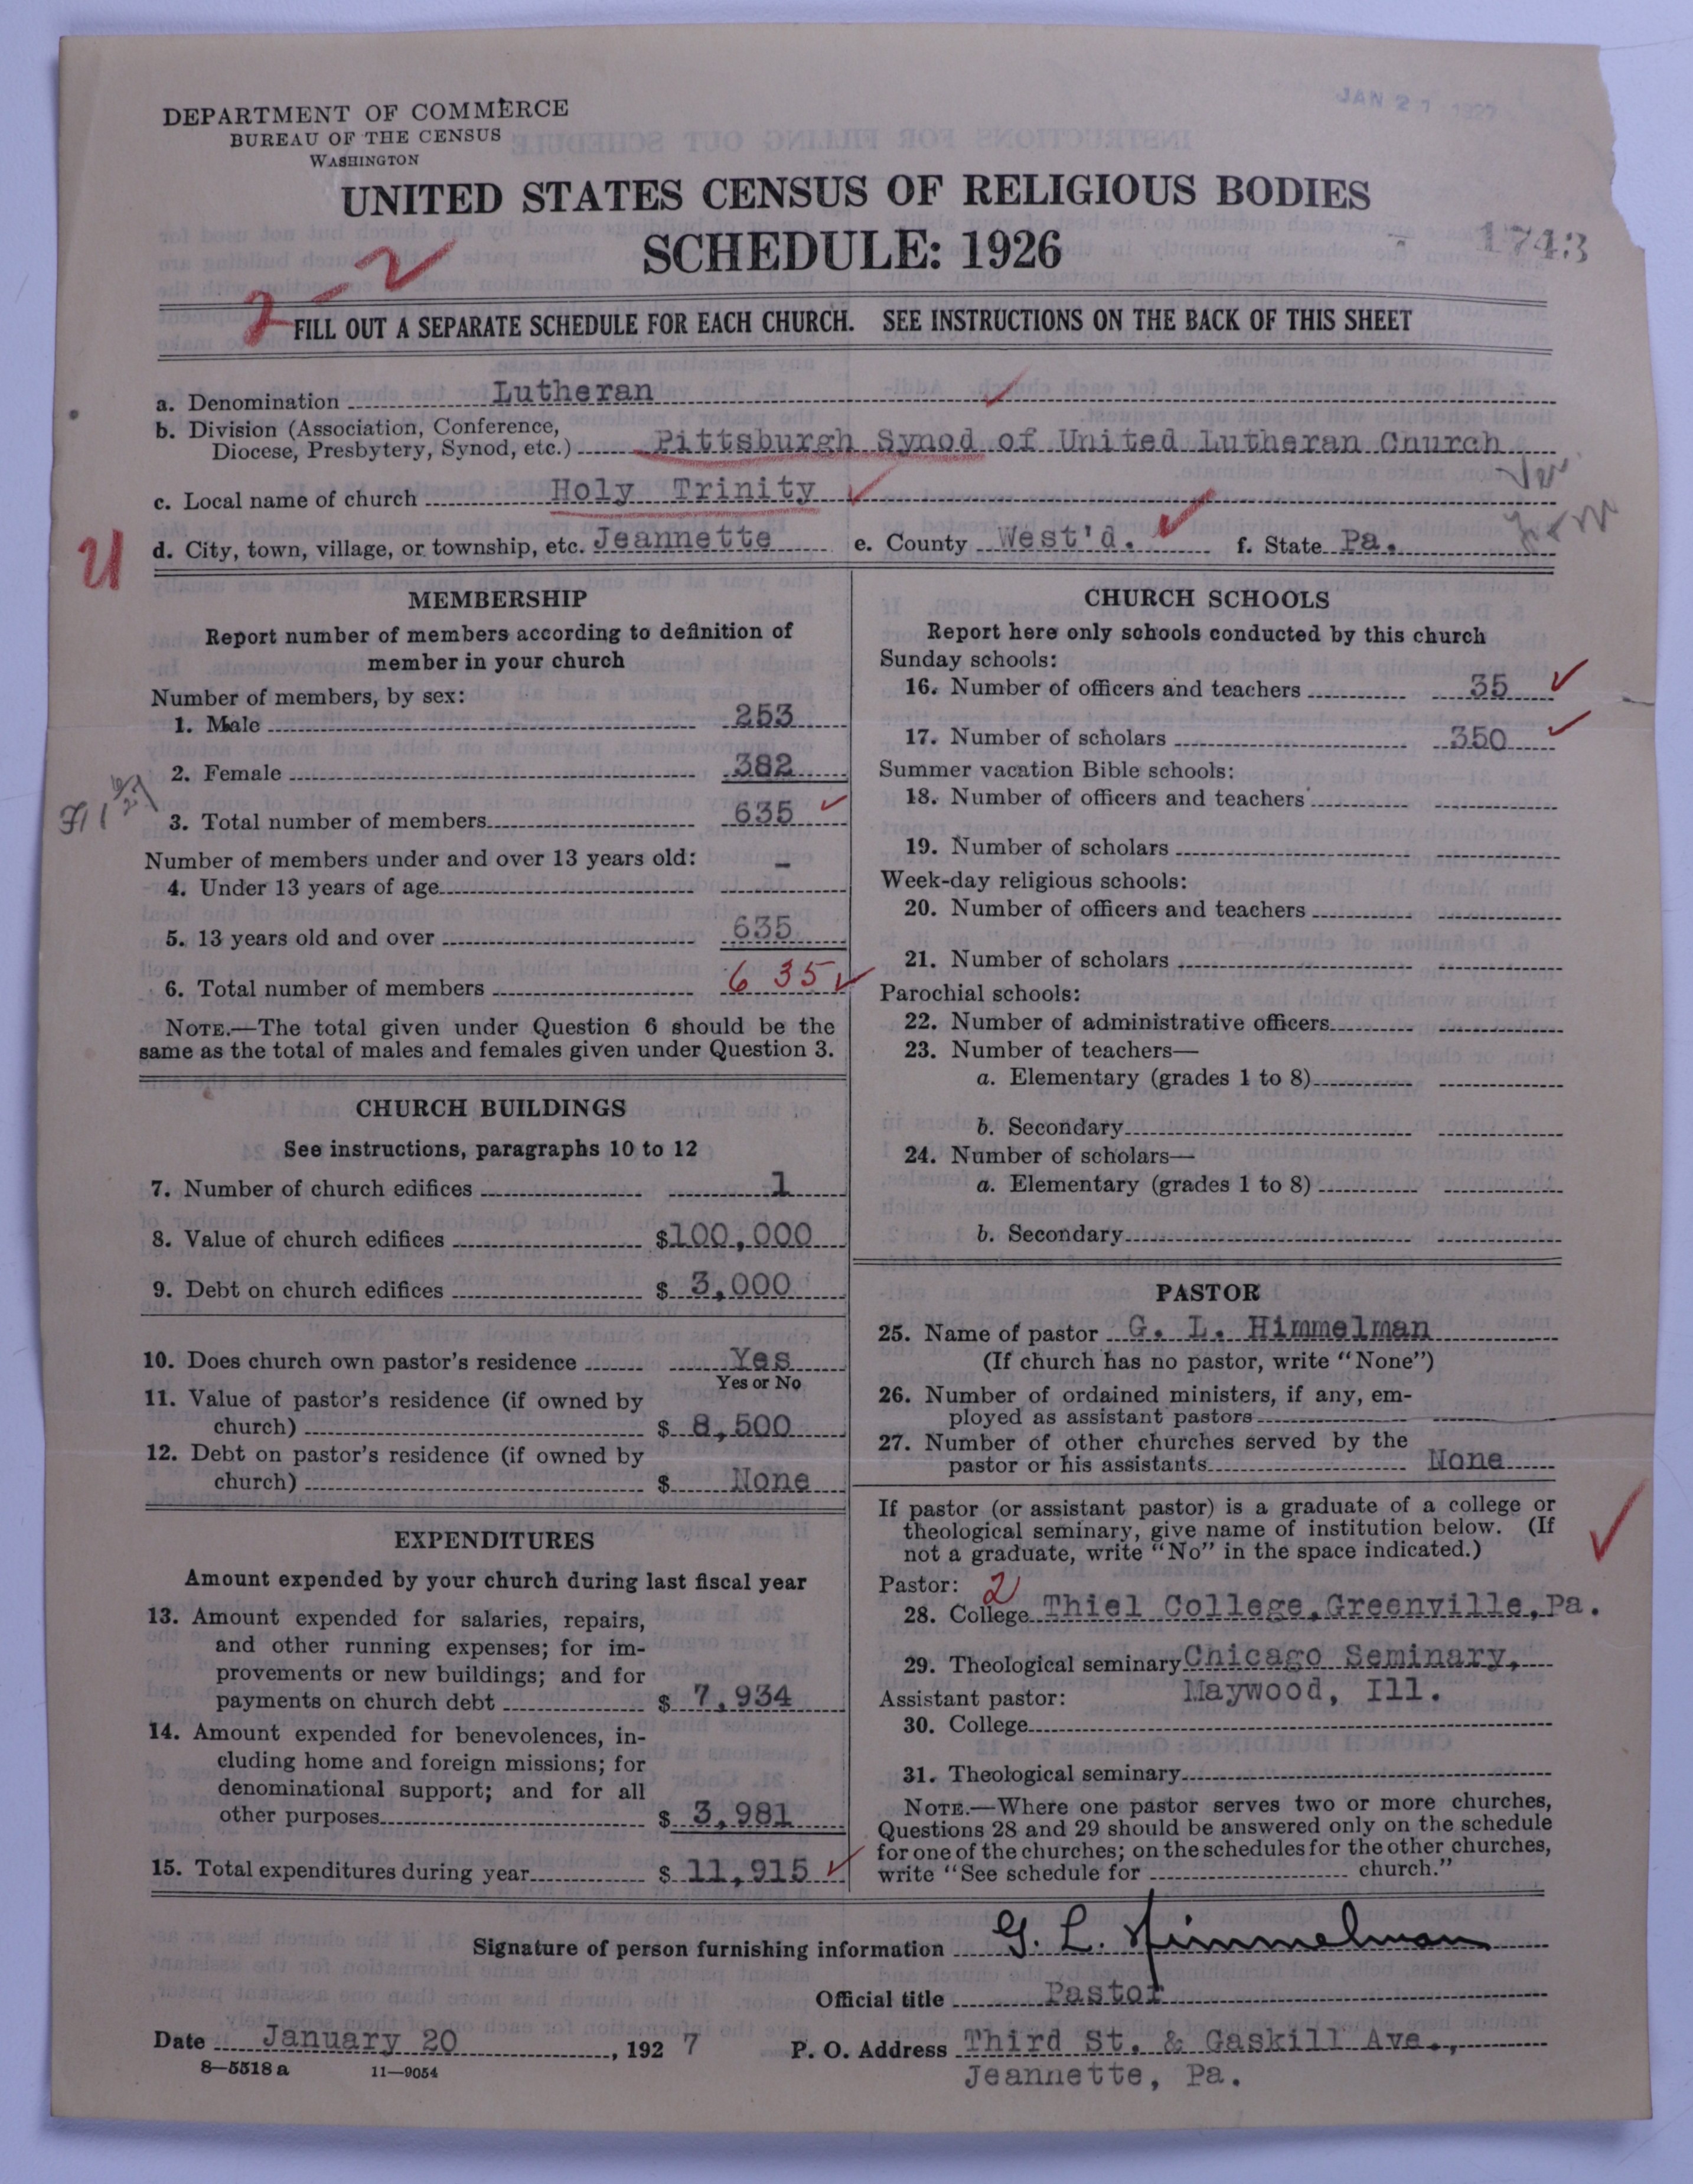 JAN 27 1927
DEPARTMENT OF COMMERCE
BUREAU OF THE CENSUS
WASHINGTON
UNITED STATES CENSUS OF RELIGIOUS BODIES
SCHEDULE: 1926
1743
2-2
FILL OUT A SEPARATE SCHEDULE FOR EACH CHURCH. SEE INSTRUCTIONS ON THE BACK OF THIS SHEET
a. Denomination Lutheran
b. Division (Association, Conference,
Diocese, Presbytery, Synod, etc.) Pittsburgh Synod of United Lutheran Church
c. Local name of church Holy Trinity
U d. City, town, village, or township, etc. Jeannette e. County West'd. f. State Pa.
MEMBERSHIP
Report number of members according to definition of
member in your church
Number of members, by sex:
1. Male 253
2. Female 382
3. Total number of members 635
Number of members under and over 13 years old:
4. Under 13 years of age –
5. 13 years old and over 635
6. Total number of members 635
NOTE.—The total given under Question 6 should be the
same as the total of males and females given under Question 3.
CHURCH BUILDINGS
See instructions, paragraphs 10 to 12
7. Number of church edifices 1
8. Value of church edifices $100,000
9. Debt on church edifices $ 3,000
10. Does church own pastor's residence Yes
Yes or No
11. Value of pastor's residence (if owned by
church) $ 8,500
12. Debt on pastor's residence (if owned by
church) $ None
EXPENDITURES
Amount expended by your church during last fiscal year
13. Amount expended for salaries, repairs,
and other running expenses; for im-
provements or new buildings; and for
payments on church debt $ 7,934
14. Amount expended for benevolences, in-
cluding home and foreign missions; for
denominational support; and for all
other purposes $ 3,981
15. Total expenditures during year $ 11,915
CHURCH SCHOOLS
Report here only schools conducted by this church
Sunday schools:
16. Number of officers and teachers 35
17. Number of scholars 350
Summer vacation Bible schools:
18. Number of officers and teachers
19. Number of scholars
Week-day religious schools:
20. Number of officers and teachers
21. Number of scholars
Parochial schools:
22. Number of administrative officers
23. Number of teachers—
a. Elementary (grades 1 to 8)
b. Secondary
24. Number of scholars—
a. Elementary (grades 1 to 8)
b. Secondary
PASTOR
25. Name of pastor G. L. Himmelman
(If church has no pastor, write "None")
26. Number of ordained ministers, if any, em-
ployed as assistant pastors
27. Number of other churches served by the
pastor or his assistants None
If pastor (or assistant pastor) is a graduate of a college or
theological seminary, give name of institution below. (If
not a graduate, write "No" in the space indicated.)
Pastor: 2
28. College Thiel College, Greenville, Pa.
29. Theological seminary Chicago Seminary,
Assistant pastor: Maywood, Ill.
30. College
31. Theological seminary
NOTE.—Where one pastor serves two or more churches,
Questions 28 and 29 should be answered only on the schedule
for one of the churches; on the schedules for the other churches,
write "See schedule for church."
Signature of person furnishing information G. L. Himmelman
Official title Pastor
Date January 20, 1927 P. O. Address Third St. & Gaskill Ave.,
8—5518 a 11—9054 Jeannette, Pa.